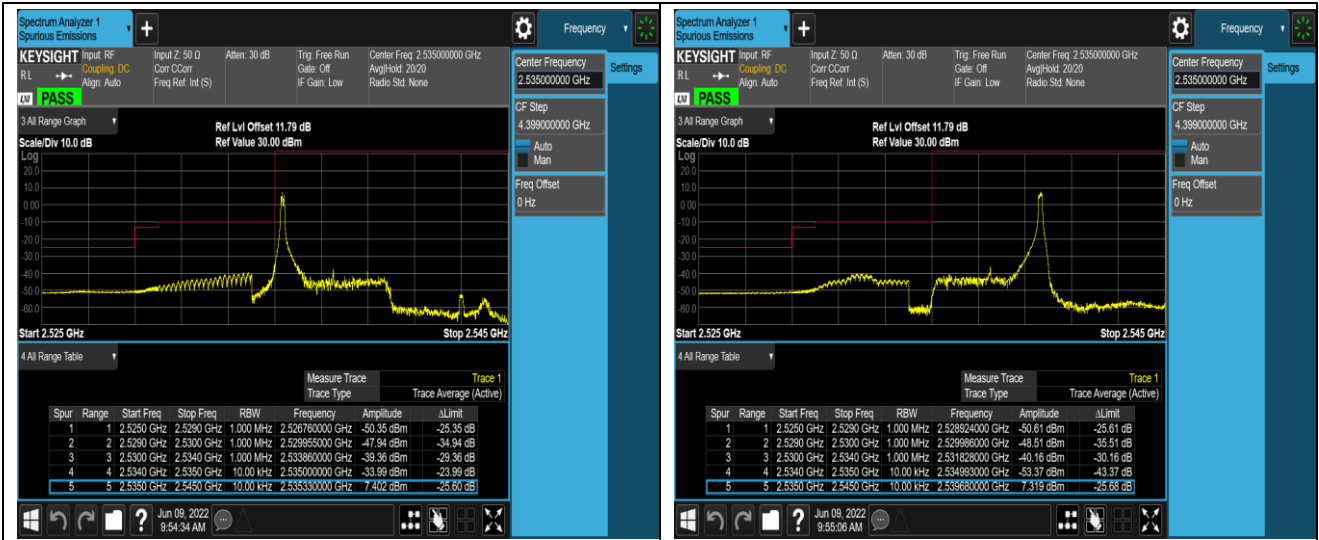 Spectrum Analyzer 1
Spurious Emissions
+
Frequency
KEYSIGHT
Input: RF
Coupling: DC
Align: Auto
Input Z: 50 Ω
Corr CCorr
Freq Ref: Int (S)
Atten: 30 dB
Trig: Free Run
Gate: Off
IF Gain: Low
Center Freq: 2.535000000 GHz
Avg|Hold: 20/20
Radio Std: None
R L
LXI
PASS
Center Frequency
2.535000000 GHz
Settings
CF Step
4.399000000 GHz
Auto
Man
Freq Offset
0 Hz
3 All Range Graph
Ref Lvl Offset 11.79 dB
Scale/Div 10.0 dB
Ref Value 30.00 dBm
Log
20.0
10.0
0.00
-10.0
-20.0
-30.0
-40.0
-50.0
-60.0
Start 2.525 GHz
Stop 2.545 GHz
4 All Range Table
Measure Trace Trace 1
Trace Type Trace Average (Active)
Spur Range Start Freq Stop Freq RBW Frequency Amplitude ΔLimit
1 1 2.5250 GHz 2.5290 GHz 1.000 MHz 2.526760000 GHz -50.35 dBm -25.35 dB
2 2 2.5290 GHz 2.5300 GHz 1.000 MHz 2.529955000 GHz -47.94 dBm -34.94 dB
3 3 2.5300 GHz 2.5340 GHz 1.000 MHz 2.533860000 GHz -39.36 dBm -29.36 dB
4 4 2.5340 GHz 2.5350 GHz 10.00 kHz 2.535000000 GHz -33.99 dBm -23.99 dB
5 5 2.5350 GHz 2.5450 GHz 10.00 kHz 2.535330000 GHz 7.402 dBm -25.60 dB
?
Jun 09, 2022
9:54:34 AM
Spectrum Analyzer 1
Spurious Emissions
+
Frequency
KEYSIGHT
Input: RF
Coupling: DC
Align: Auto
Input Z: 50 Ω
Corr CCorr
Freq Ref: Int (S)
Atten: 30 dB
Trig: Free Run
Gate: Off
IF Gain: Low
Center Freq: 2.535000000 GHz
Avg|Hold: 20/20
Radio Std: None
R L
LXI
PASS
Center Frequency
2.535000000 GHz
Settings
CF Step
4.399000000 GHz
Auto
Man
Freq Offset
0 Hz
3 All Range Graph
Ref Lvl Offset 11.79 dB
Scale/Div 10.0 dB
Ref Value 30.00 dBm
Log
20.0
10.0
0.00
-10.0
-20.0
-30.0
-40.0
-50.0
-60.0
Start 2.525 GHz
Stop 2.545 GHz
4 All Range Table
Measure Trace Trace 1
Trace Type Trace Average (Active)
Spur Range Start Freq Stop Freq RBW Frequency Amplitude ΔLimit
1 1 2.5250 GHz 2.5290 GHz 1.000 MHz 2.528924000 GHz -50.61 dBm -25.61 dB
2 2 2.5290 GHz 2.5300 GHz 1.000 MHz 2.529986000 GHz -48.51 dBm -35.51 dB
3 3 2.5300 GHz 2.5340 GHz 1.000 MHz 2.531828000 GHz -40.16 dBm -30.16 dB
4 4 2.5340 GHz 2.5350 GHz 10.00 kHz 2.534993000 GHz -53.37 dBm -43.37 dB
5 5 2.5350 GHz 2.5450 GHz 10.00 kHz 2.539680000 GHz 7.319 dBm -25.68 dB
?
Jun 09, 2022
9:55:06 AM